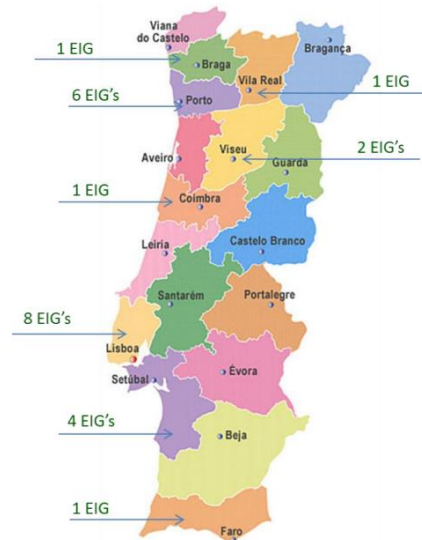 Viana
do Castelo
Bragança
1 EIG
Braga
Vila Real
1 EIG
6 EIG's
Porto
Aveiro
Viseu
2 EIG's
Guarda
1 EIG
Coimbra
Leiria
Castelo Branco
Santarém
Portalegre
8 EIG's
Lisboa
Évora
Setúbal
4 EIG's
Beja
1 EIG
Faro